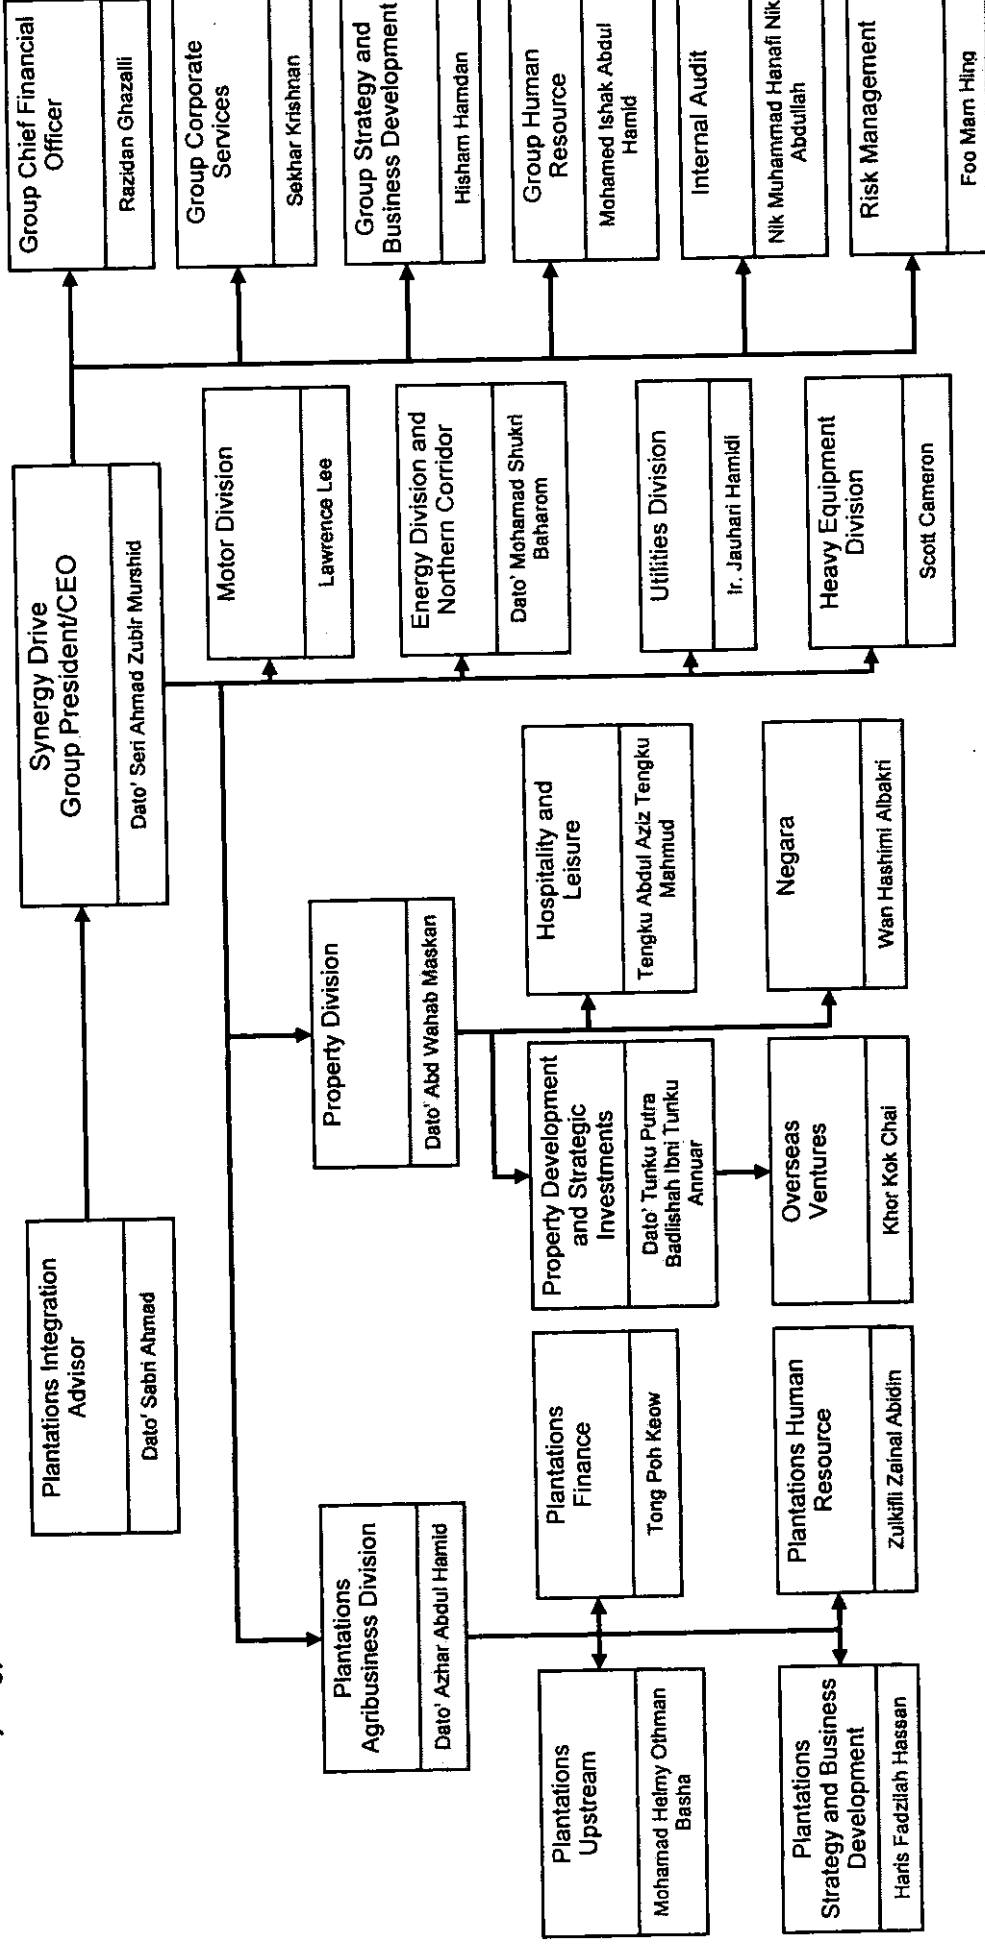 Synergy Drive
Group President/CEO
Dato' Seri Ahmad Zubir Murshid
Plantations Integration
Advisor
Dato' Sabri Ahmad
Group Chief Financial
Officer
Razidan Ghazalli
Group Corporate
Services
Sekhar Krishnan
Group Strategy and
Business Development
Hisham Hamdan
Group Human
Resource
Mohamed Ishak Abdul
Hamid
Internal Audit
Nik Muhammad Hanafi Nik
Abdullah
Risk Management
Foo Mam Hing
Motor Division
Lawrence Lee
Energy Division and
Northern Corridor
Dato' Mohamad Shukri
Baharom
Utilities Division
Ir. Jauhari Hamidi
Heavy Equipment
Division
Scott Cameron
Property Division
Dato' Abd Wahab Maskan
Hospitality and
Leisure
Tengku Abdul Aziz Tengku
Mahmud
Negara
Wan Hashimi Albakri
Property Development
and Strategic
Investments
Dato' Tunku Putra
Badlishah Ibni Tunku
Annuar
Overseas
Ventures
Khor Kok Chai
Plantations
Agribusiness Division
Dato' Azhar Abdul Hamid
Plantations
Finance
Tong Poh Keow
Plantations Human
Resource
Zulkifli Zainal Abidin
Plantations
Upstream
Mohamad Helmy Othman
Basha
Plantations
Strategy and Business
Development
Haris Fadzilah Hassan